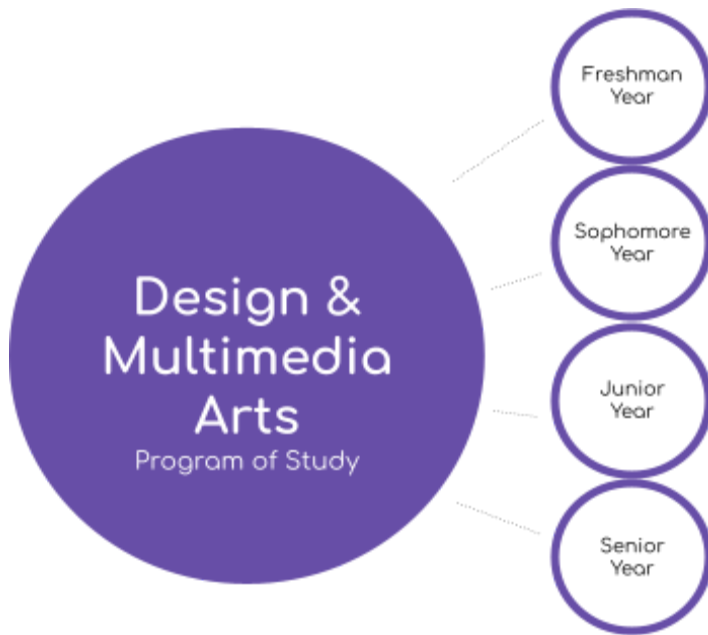 Design &
Multimedia
Arts
Program of Study
Freshman
Year
Sophomore
Year
Junior
Year
Senior
Year